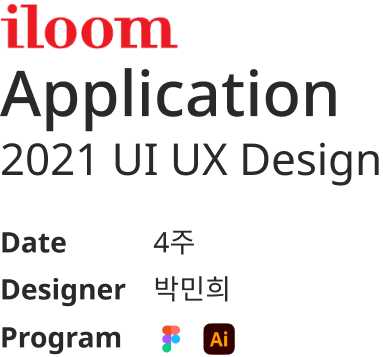 iloom
Application
2021 UI UX Design
Date 4주
Designer 박민희
Program Ai